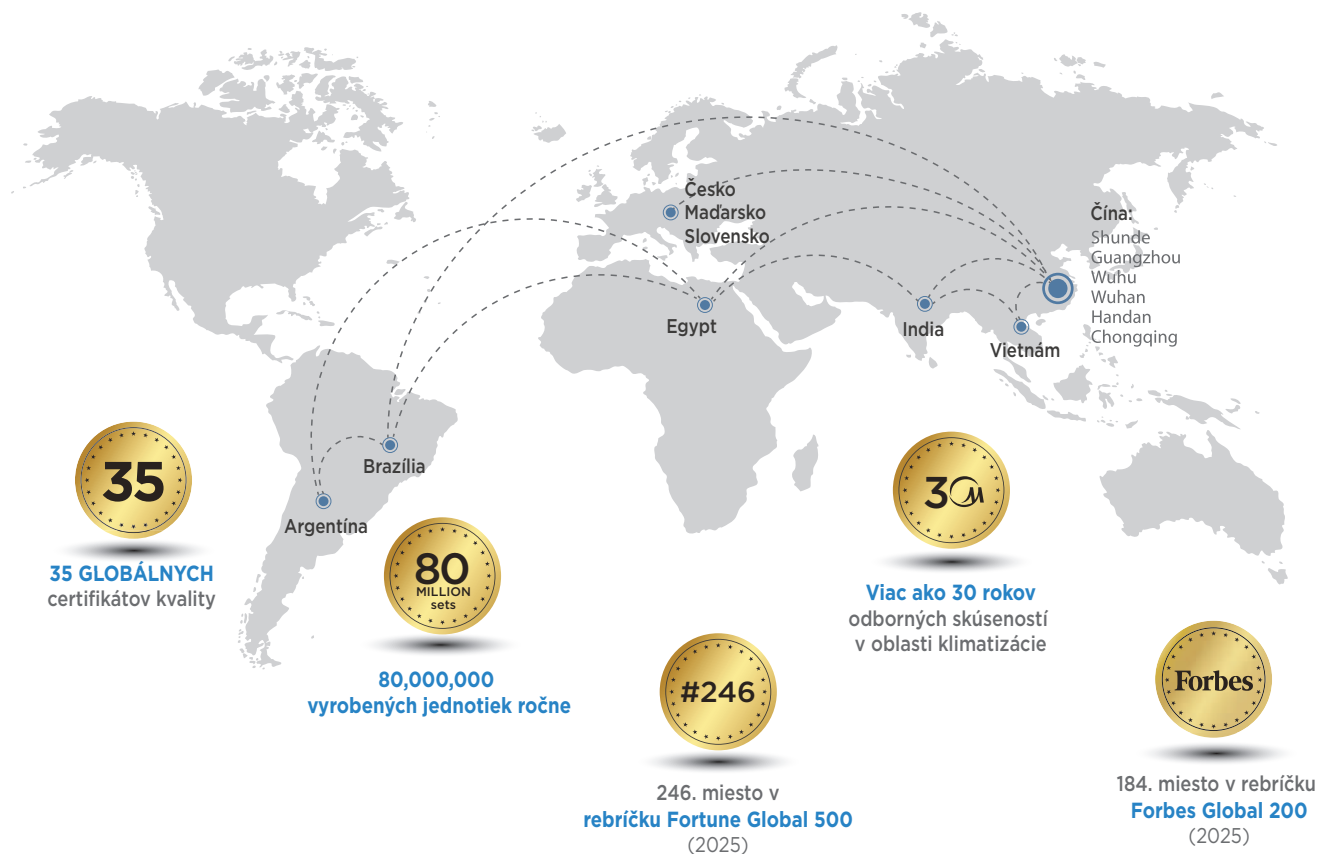 Česko
Maďarsko
Slovensko
Čína:
Shunde
Guangzhou
Wuhu
Wuhan
Handan
Chongqing
Egypt
India
Vietnám
Brazília
Argentína
35
35 GLOBÁLNYCH
certifikátov kvality
80
MILLION
sets
80,000,000
vyrobených jednotiek ročne
#246
246. miesto v
rebríčku Fortune Global 500
(2025)
30
Viac ako 30 rokov
odborných skúseností
v oblasti klimatizácie
Forbes
184. miesto v rebríčku
Forbes Global 200
(2025)